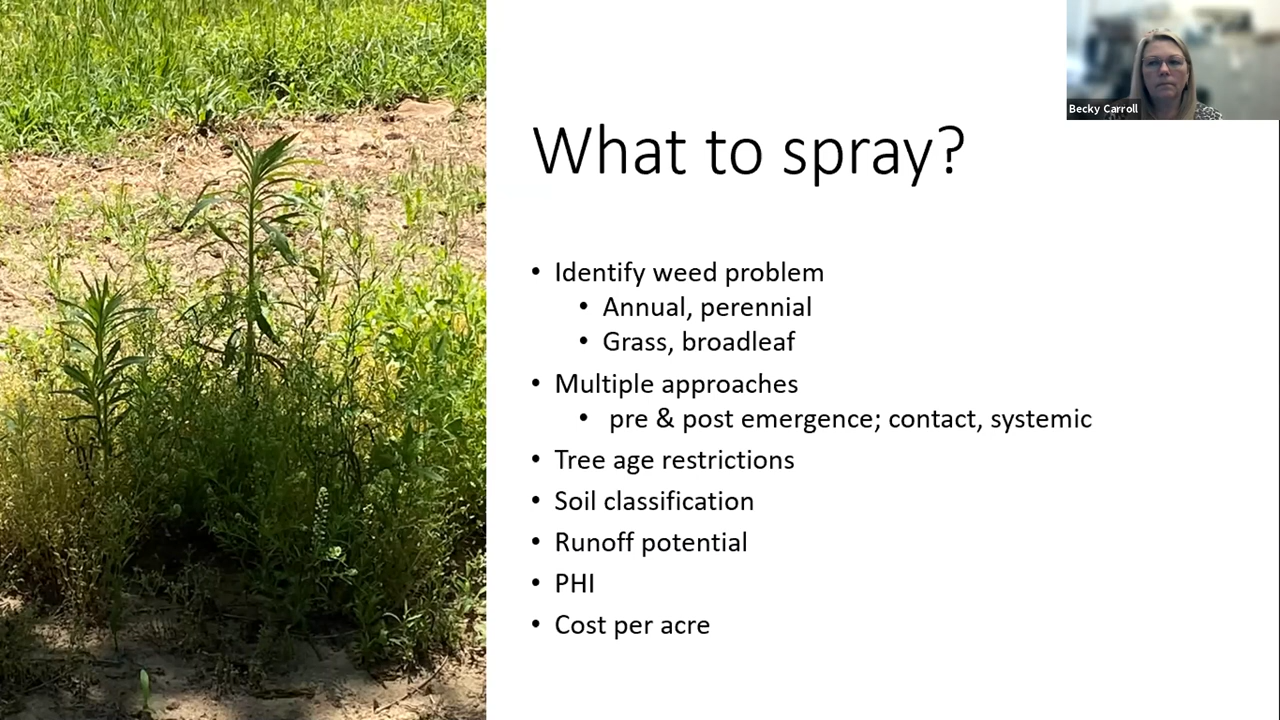 Becky Carroll
What to spray?
• Identify weed problem
• Annual, perennial
• Grass, broadleaf
• Multiple approaches
• pre & post emergence; contact, systemic
• Tree age restrictions
• Soil classification
• Runoff potential
• PHI
• Cost per acre